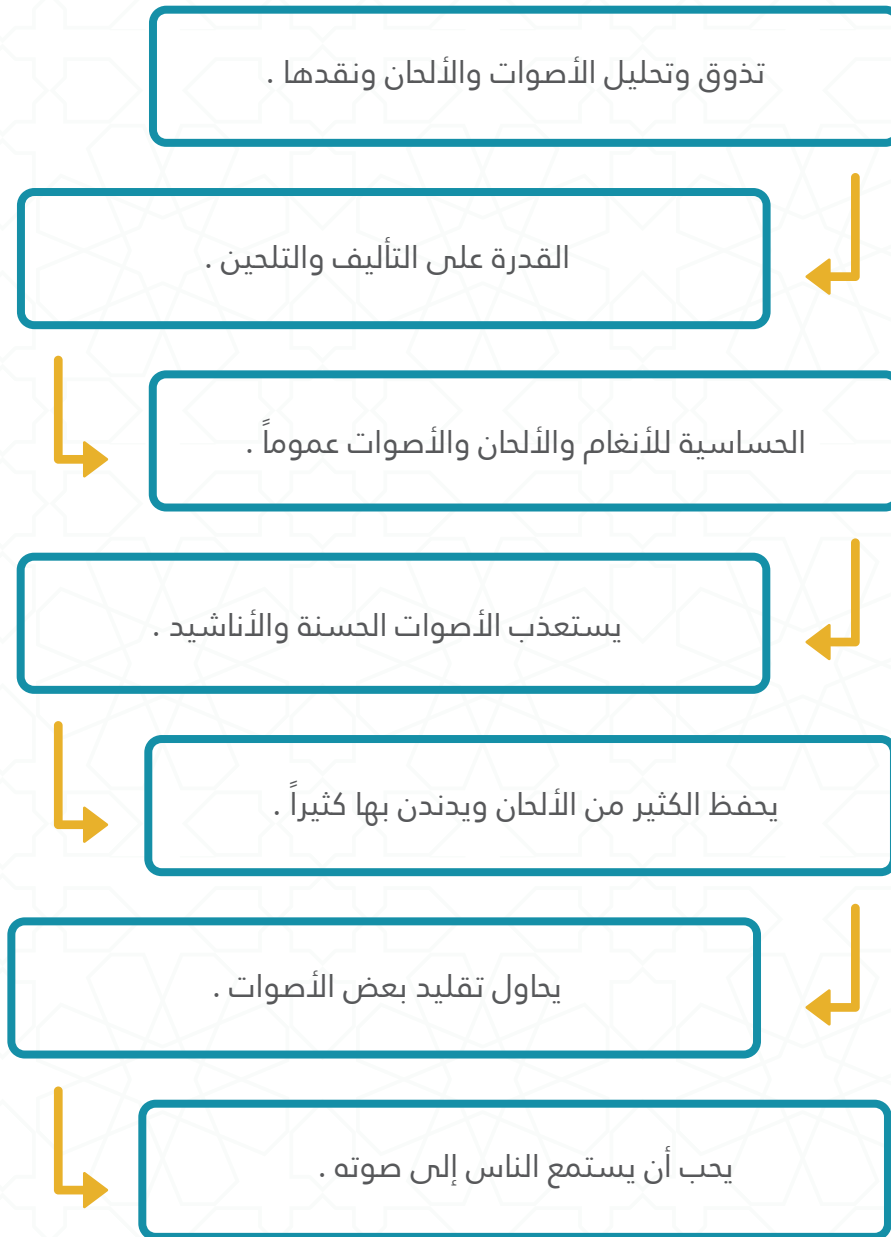 تذوق وتحليل الأصوات والألحان ونقدها .
القدرة على التأليف والتلحين .
الحساسية للأنغام والألحان والأصوات عموماً .
يستعذب الأصوات الحسنة والأناشيد .
يحفظ الكثير من الألحان ويدندن بها كثيراً .
يحاول تقليد بعض الأصوات .
يحب أن يستمع الناس إلى صوته .